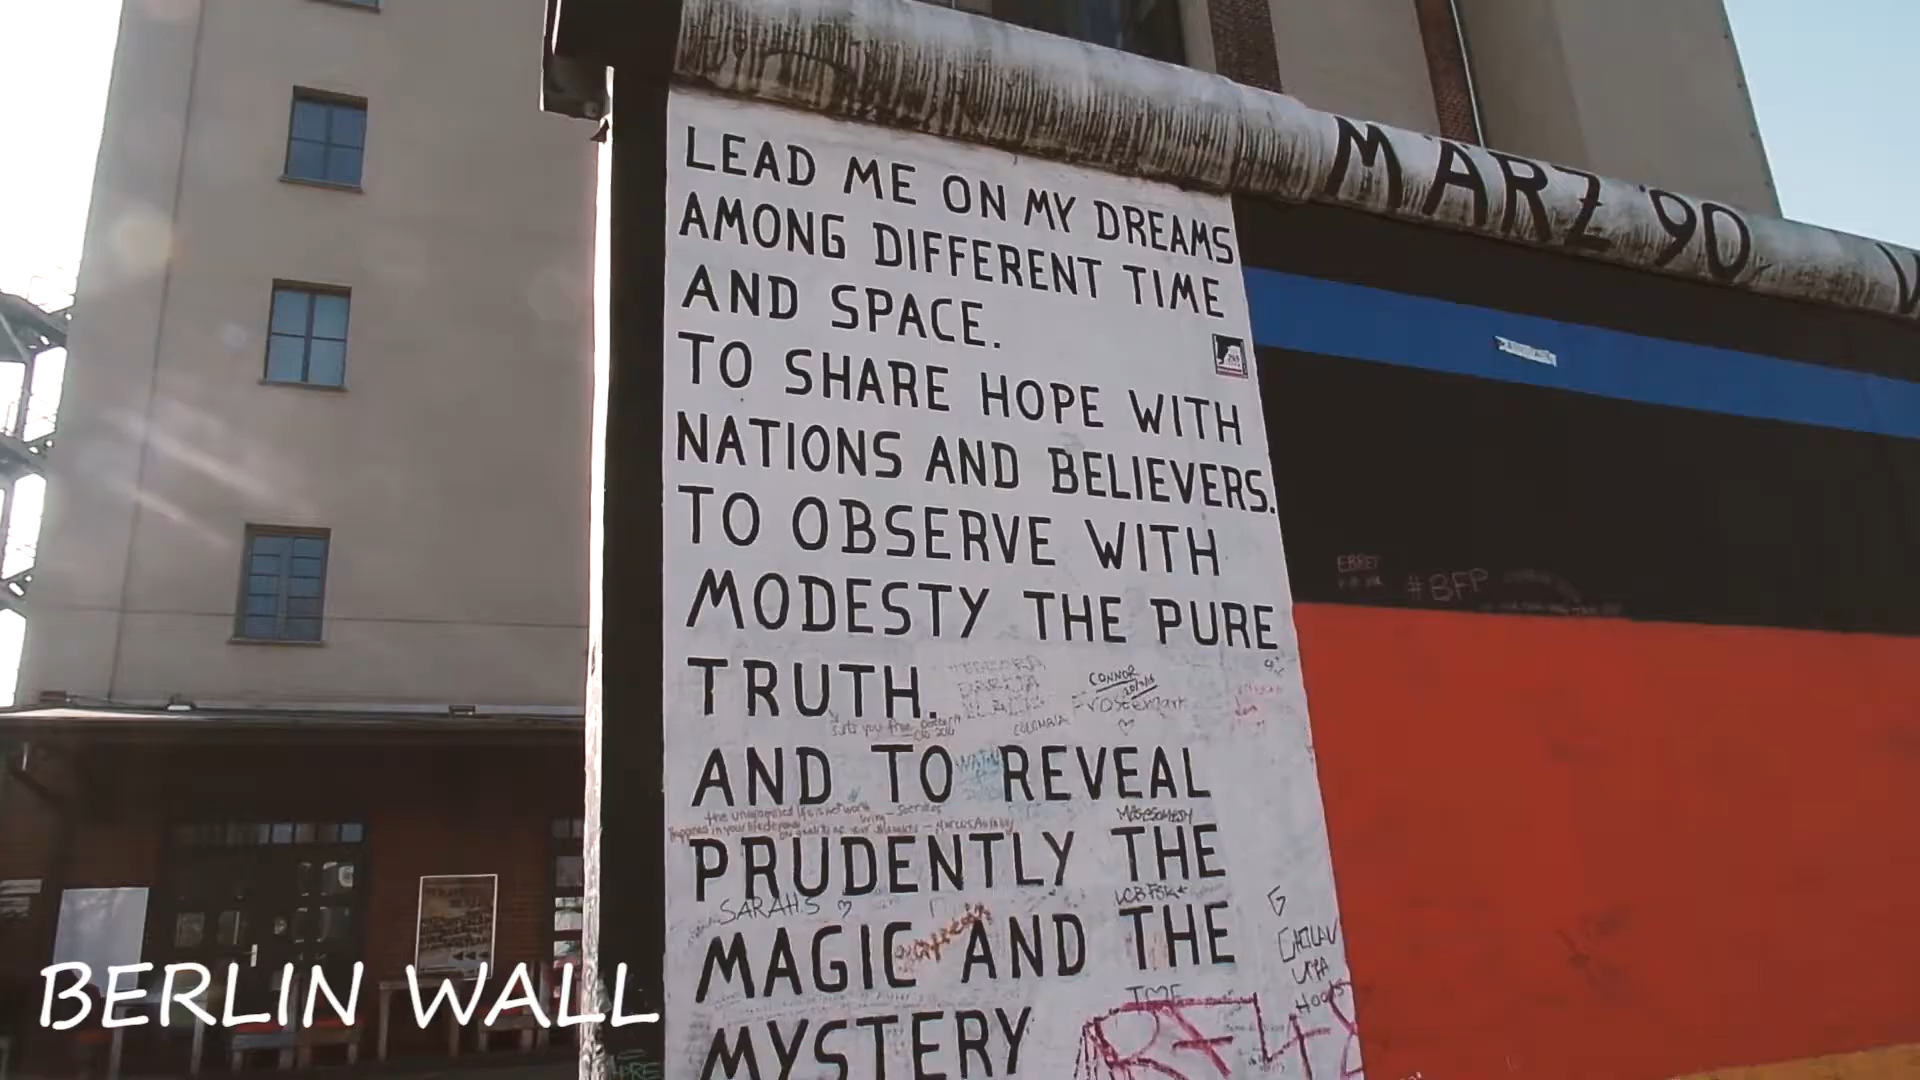 MÄRZ '90
LEAD ME ON MY DREAMS
AMONG DIFFERENT TIME
AND SPACE.
TO SHARE HOPE WITH
NATIONS AND BELIEVERS.
TO OBSERVE WITH
MODESTY THE PURE
TRUTH.
CONNOR
COLOMBIA
AND TO REVEAL
PRUDENTLY THE
SARAH.S
MAGIC AND THE
MYSTERY
#BFP
BERLIN WALL